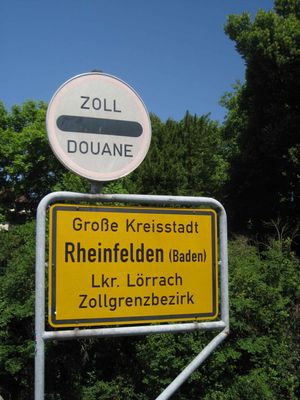 ZOLL
DOUANE
Große Kreisstadt
Rheinfelden (Baden)
Lkr. Lörrach
Zollgrenzbezirk